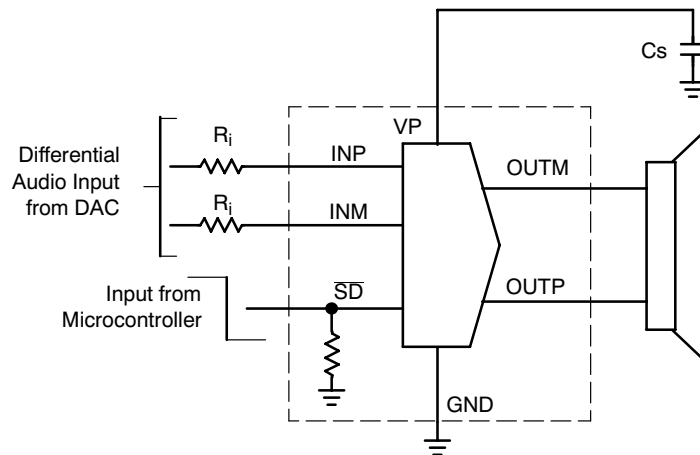 Cs
VP
Ri
Differential
Audio Input
from DAC
INP
OUTM
Ri
INM
Input from
Microcontroller
SD
OUTP
GND